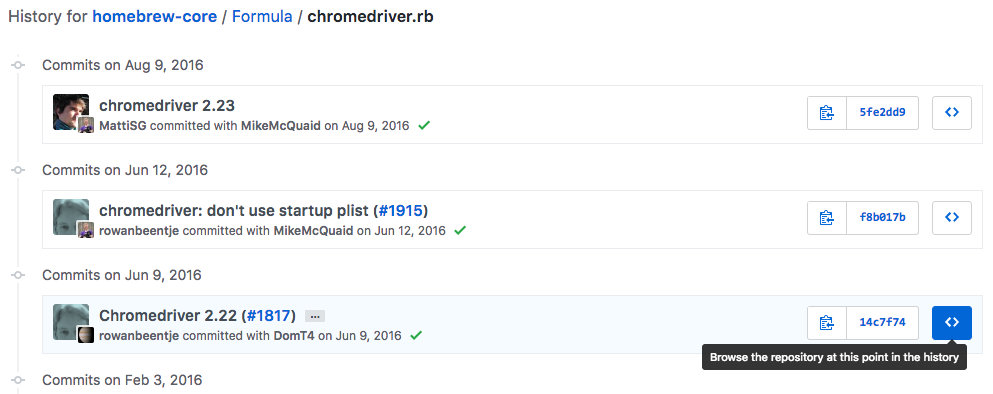 History for homebrew-core / Formula / chromedriver.rb
Commits on Aug 9, 2016
chromedriver 2.23
MattiSG committed with MikeMcQuaid on Aug 9, 2016
5fe2dd9
Commits on Jun 12, 2016
chromedriver: don't use startup plist (#1915)
rowanbeentje committed with MikeMcQuaid on Jun 12, 2016
f8b017b
Commits on Jun 9, 2016
Chromedriver 2.22 (#1817) ...
rowanbeentje committed with DomT4 on Jun 9, 2016
14c7f74
Browse the repository at this point in the history
Commits on Feb 3, 2016